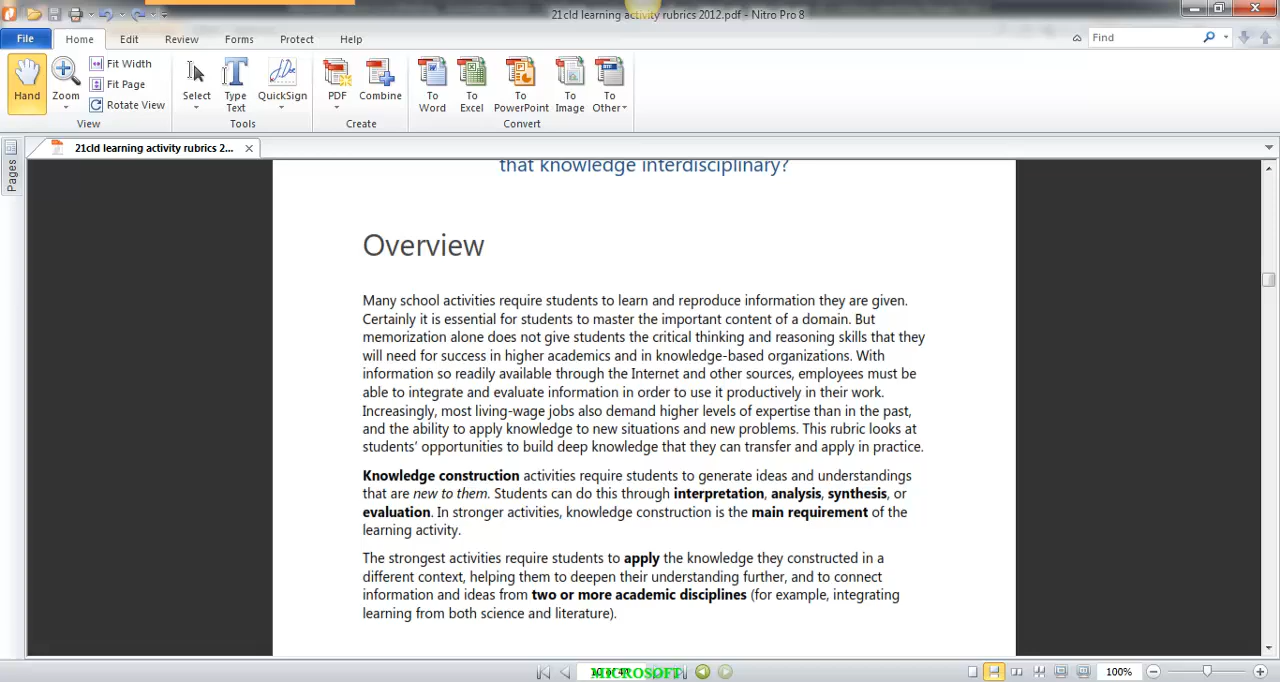 21cld learning activity rubrics 2012.pdf - Nitro Pro 8
File Home Edit Review Forms Protect Help
Find
Hand
Zoom
Fit Width
Fit Page
Rotate View
View
Select
Type Text
QuickSign
Tools
PDF
Combine
Create
To Word
To Excel
To PowerPoint
To Image
To Other
Convert
21cld learning activity rubrics 2...
Pages
that knowledge interdisciplinary?
Overview
Many school activities require students to learn and reproduce information they are given.
Certainly it is essential for students to master the important content of a domain. But
memorization alone does not give students the critical thinking and reasoning skills that they
will need for success in higher academics and in knowledge-based organizations. With
information so readily available through the Internet and other sources, employees must be
able to integrate and evaluate information in order to use it productively in their work.
Increasingly, most living-wage jobs also demand higher levels of expertise than in the past,
and the ability to apply knowledge to new situations and new problems. This rubric looks at
students’ opportunities to build deep knowledge that they can transfer and apply in practice.
Knowledge construction activities require students to generate ideas and understandings
that are new to them. Students can do this through interpretation, analysis, synthesis, or
evaluation. In stronger activities, knowledge construction is the main requirement of the
learning activity.
The strongest activities require students to apply the knowledge they constructed in a
different context, helping them to deepen their understanding further, and to connect
information and ideas from two or more academic disciplines (for example, integrating
learning from both science and literature).
MICROSOFT
100%